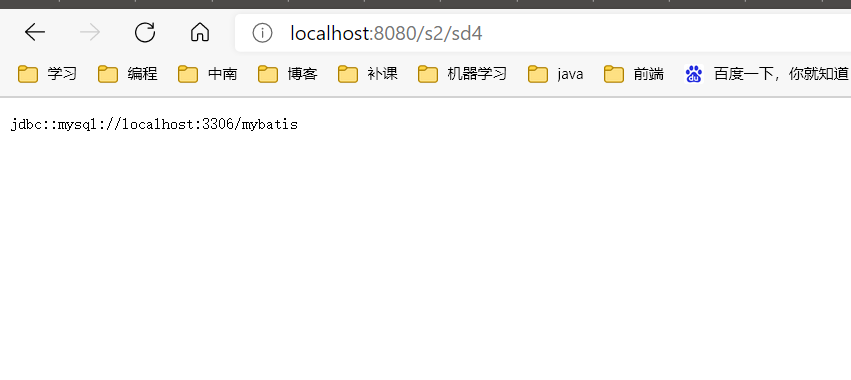 localhost:8080/s2/sd4
学习 编程 中南 博客 补课 机器学习 java 前端 du 百度一下，你就知道
jdbc::mysql://localhost:3306/mybatis